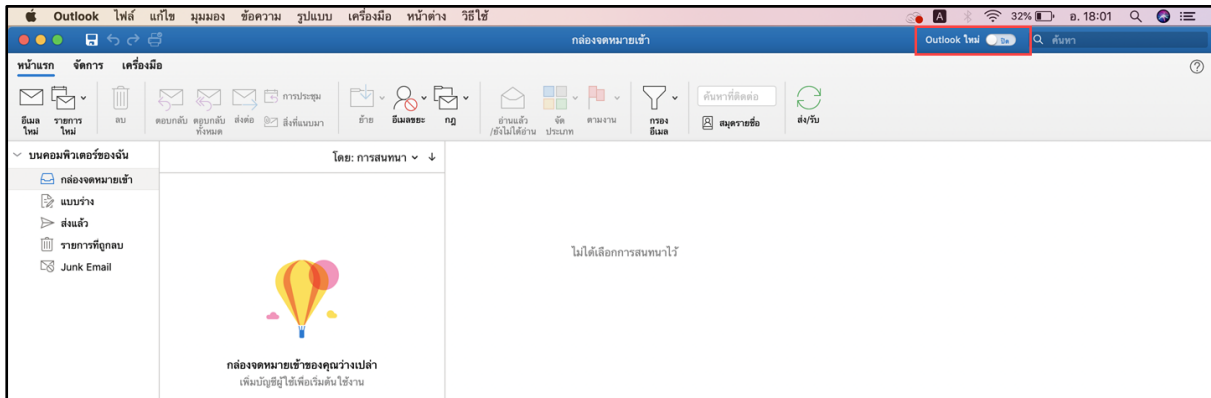 Outlook ไฟล์ แก้ไข มุมมอง ข้อความ รูปแบบ เครื่องมือ หน้าต่าง วิธีใช้ A 32% อ. 18:01
กล่องจดหมายเข้า Outlook ใหม่ ปิด ค้นหา
หน้าแรก จัดการ เครื่องมือ
อีเมลใหม่ รายการใหม่ ลบ ตอบกลับ ตอบกลับทั้งหมด ส่งต่อ การประชุม สิ่งที่แนบมา ย้าย อีเมลขยะ กฎ อ่านแล้ว/ยังไม่ได้อ่าน จัดประเภท ตามงาน กรองอีเมล ค้นหาที่ติดต่อ สมุดรายชื่อ ส่ง/รับ
บนคอมพิวเตอร์ของฉัน
กล่องจดหมายเข้า
แบบร่าง
ส่งแล้ว
รายการที่ถูกลบ
Junk Email
โดย: การสนทนา
กล่องจดหมายเข้าของคุณว่างเปล่า
เพิ่มบัญชีผู้ใช้เพื่อเริ่มต้นใช้งาน
ไม่ได้เลือกการสนทนาไว้